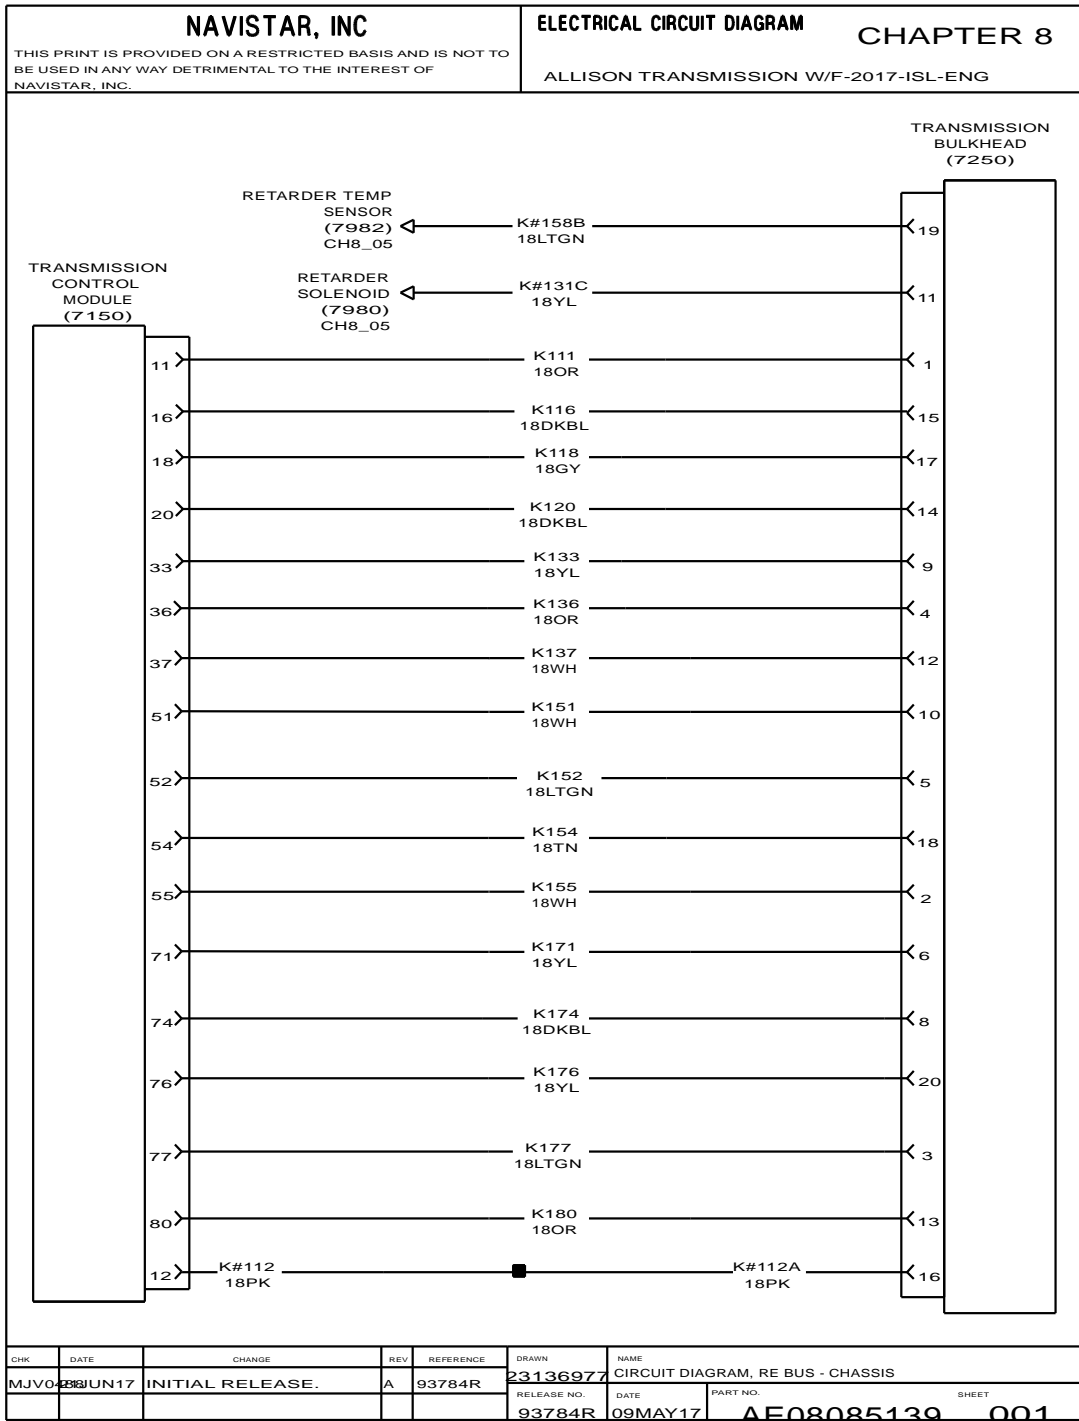 NAVISTAR, INC
THIS PRINT IS PROVIDED ON A RESTRICTED BASIS AND IS NOT TO
BE USED IN ANY WAY DETRIMENTAL TO THE INTEREST OF
NAVISTAR, INC.
ELECTRICAL CIRCUIT DIAGRAM
CHAPTER 8
ALLISON TRANSMISSION W/F-2017-ISL-ENG
TRANSMISSION
BULKHEAD
(7250)
RETARDER TEMP
SENSOR
(7982)
CH8_05
K#158B
18LTGN
19
RETARDER
SOLENOID
(7980)
CH8_05
K#131C
18YL
11
TRANSMISSION
CONTROL
MODULE
(7150)
11 K111 1
18OR
16 K116 15
18DKBL
18 K118 17
18GY
20 K120 14
18DKBL
33 K133 9
18YL
36 K136 4
18OR
37 K137 12
18WH
51 K151 10
18WH
52 K152 5
18LTGN
54 K154 18
18TN
55 K155 2
18WH
71 K171 6
18YL
74 K174 8
18DKBL
76 K176 20
18YL
77 K177 3
18LTGN
80 K180 13
18OR
12 K#112 K#112A 16
18PK 18PK
CHK DATE CHANGE REV REFERENCE
INITIAL RELEASE. A 93784R
DRAWN
23136977
NAME
CIRCUIT DIAGRAM, RE BUS - CHASSIS
RELEASE NO. DATE PART NO. SHEET
93784R 09MAY17 AE08085139 001